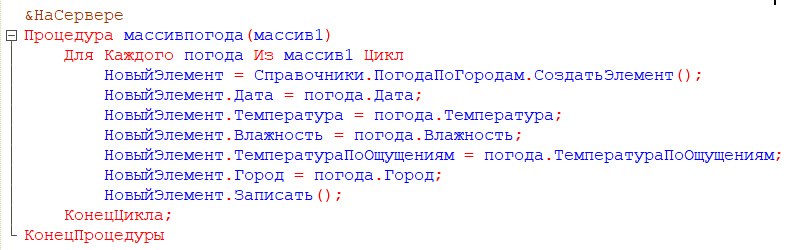 &НаСервере
Процедура массивпогода(массив1)
Для Каждого погода Из массив1 Цикл
НовыйЭлемент = Справочники.ПогодаПоГородам.СоздатьЭлемент();
НовыйЭлемент.Дата = погода.Дата;
НовыйЭлемент.Температура = погода.Температура;
НовыйЭлемент.Влажность = погода.Влажность;
НовыйЭлемент.ТемператураПоОщущениям = погода.ТемператураПоОщущениям;
НовыйЭлемент.Город = погода.Город;
НовыйЭлемент.Записать();
КонецЦикла;
КонецПроцедуры